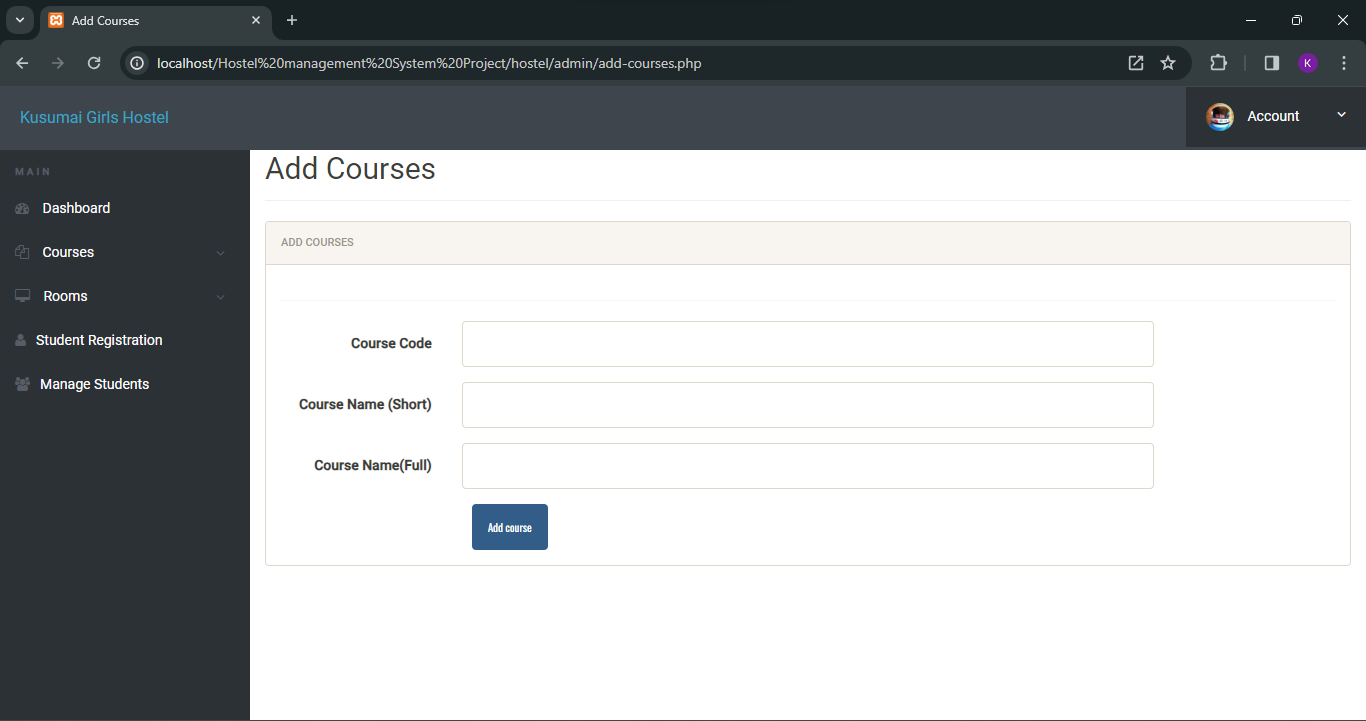 Add Courses
localhost/Hostel%20management%20System%20Project/hostel/admin/add-courses.php
K
Kusumai Girls Hostel
Account
MAIN
Dashboard
Courses
Rooms
Student Registration
Manage Students
Add Courses
ADD COURSES
Course Code
Course Name (Short)
Course Name(Full)
Add course